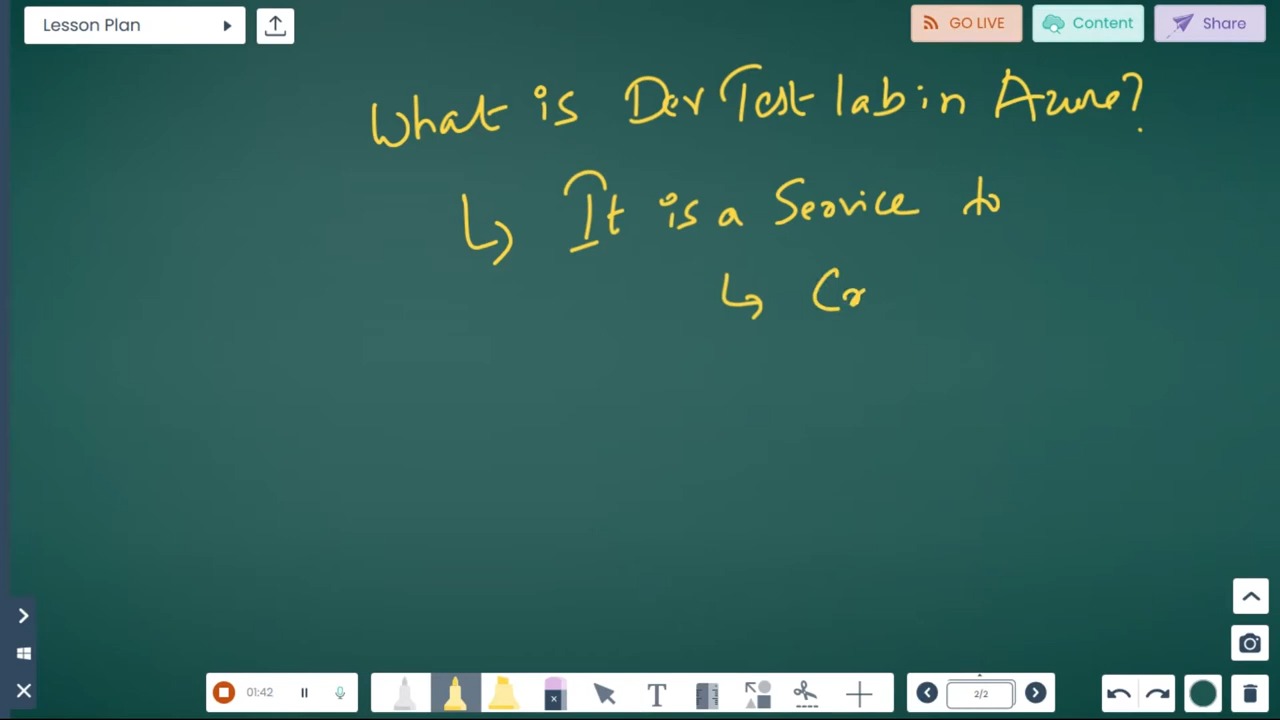 Lesson Plan
GO LIVE
Content
Share
What is Dev Test lab in Azure?
It is a Service to
Cr
01:42
T
2/2